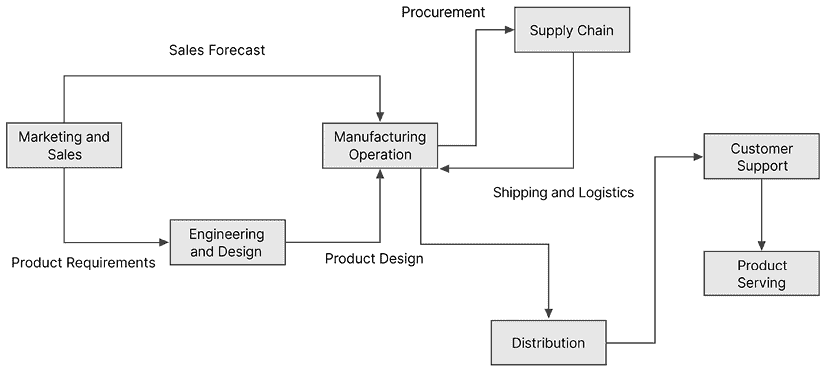 Procurement
Supply Chain
Sales Forecast
Marketing and
Sales
Manufacturing
Operation
Customer
Support
Shipping and Logistics
Engineering
and Design
Product Requirements
Product Design
Product
Serving
Distribution